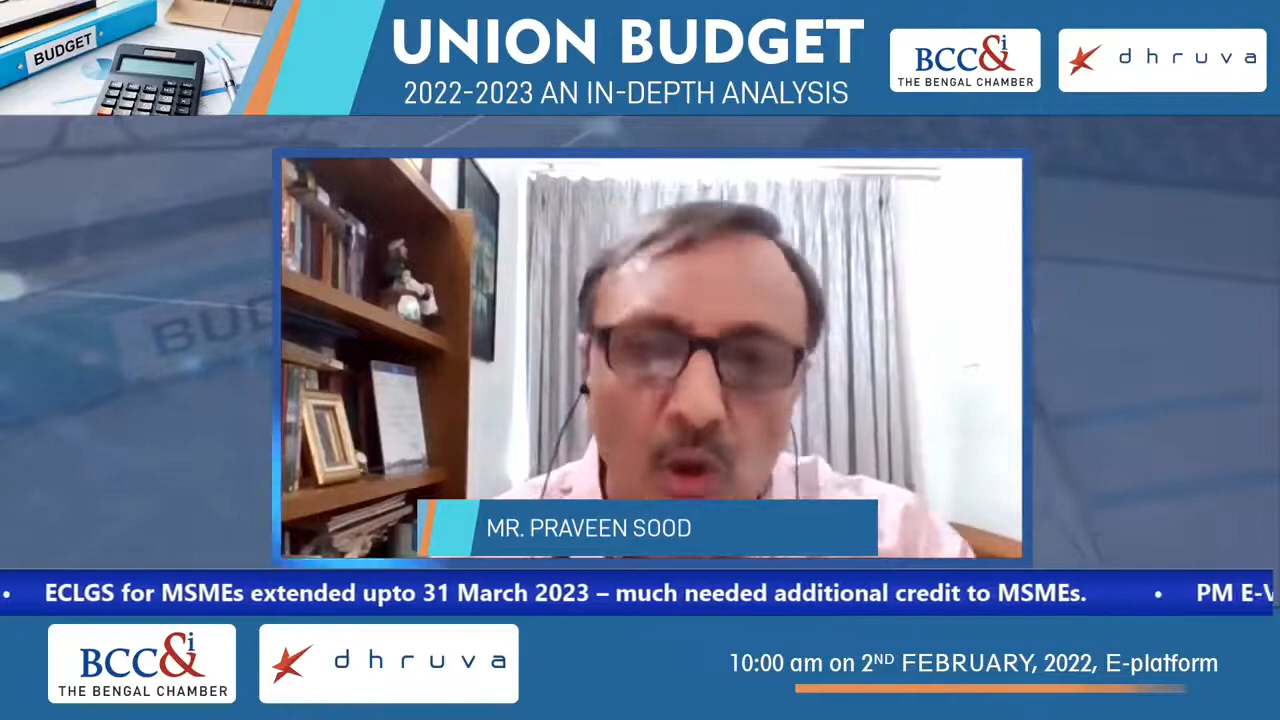 BUDGET
UNION BUDGET
2022-2023 AN IN-DEPTH ANALYSIS
BCC&i
THE BENGAL CHAMBER
dhruva
BUD
MR. PRAVEEN SOOD
• ECLGS for MSMEs extended upto 31 March 2023 – much needed additional credit to MSMEs. • PM E-V
BCC&i
THE BENGAL CHAMBER
dhruva
10:00 am on 2ND FEBRUARY, 2022, E-platform